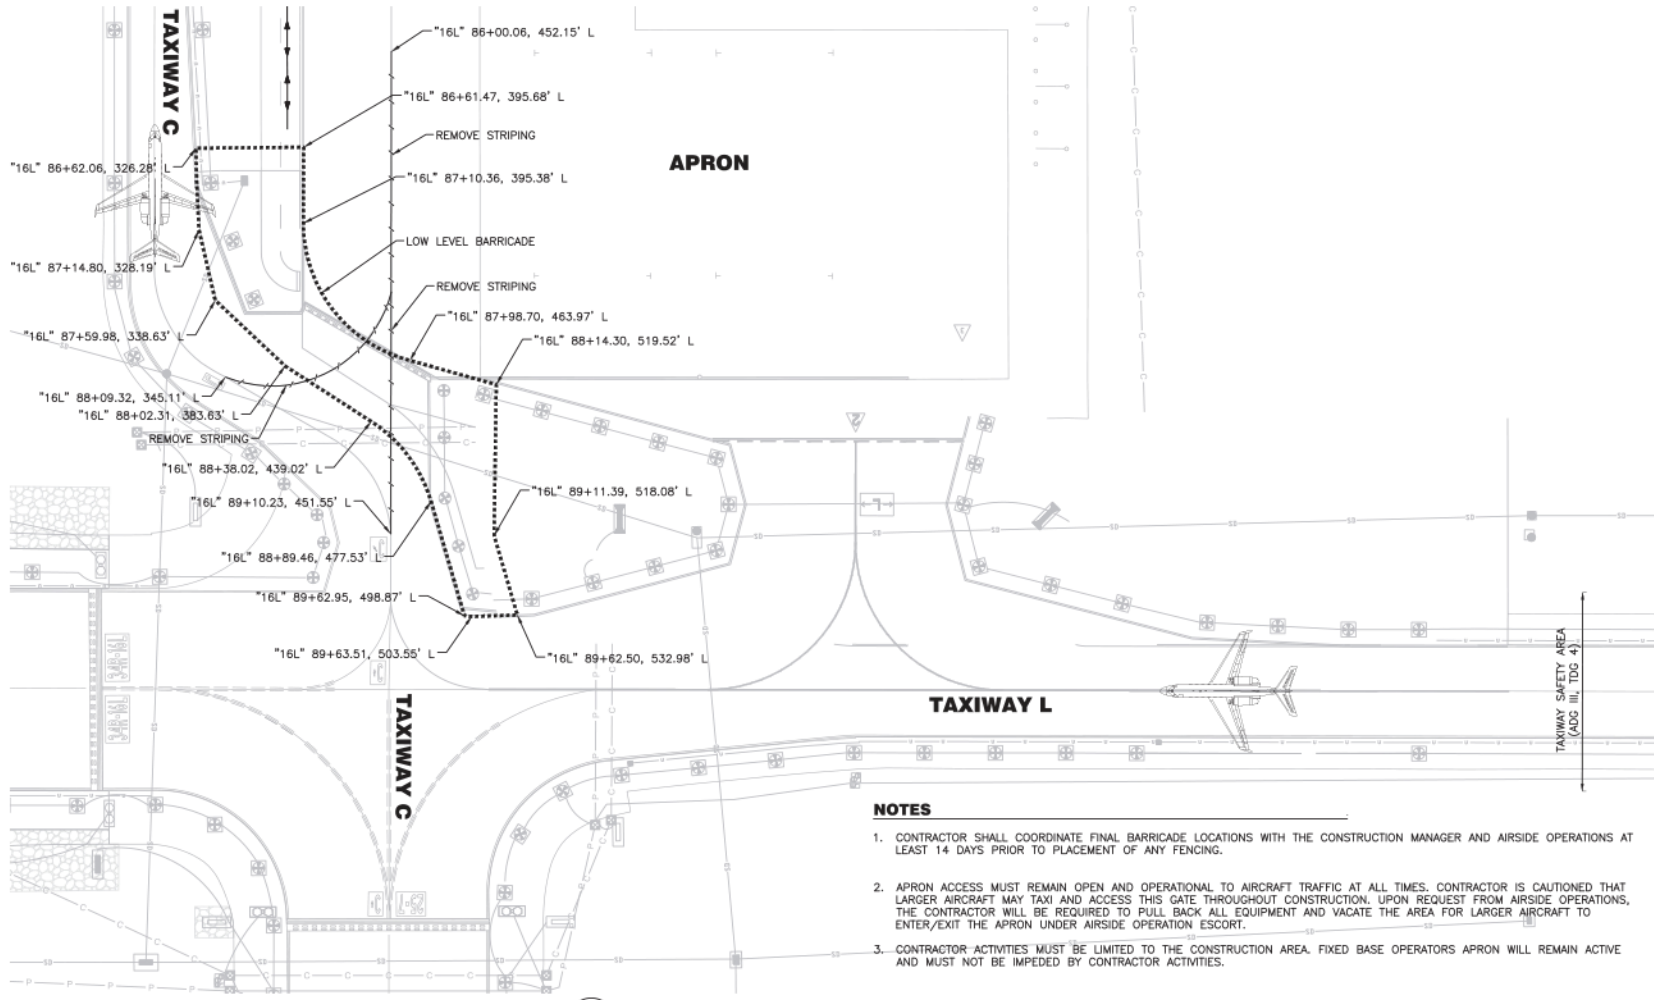 TAXIWAY C
"16L" 86+00.06, 452.15' L
"16L" 86+61.47, 395.68' L
REMOVE STRIPING
APRON
"16L" 86+62.06, 326.28' L
"16L" 87+10.36, 395.38' L
LOW LEVEL BARRICADE
"16L" 87+14.80, 328.19' L
REMOVE STRIPING
"16L" 87+98.70, 463.97' L
"16L" 87+59.98, 338.63' L
"16L" 88+14.30, 519.52' L
"16L" 88+09.32, 345.11' L
"16L" 88+02.31, 383.63' L
REMOVE STRIPING
"16L" 88+38.02, 439.02' L
"16L" 89+10.23, 451.55' L
"16L" 89+11.39, 518.08' L
"16L" 88+89.46, 477.53' L
"16L" 89+62.95, 498.87' L
"16L" 89+63.51, 503.55' L
"16L" 89+62.50, 532.98' L
TAXIWAY L
TAXIWAY C
TAXIWAY SAFETY AREA
(ADG III, TDG 4)
NOTES
1. CONTRACTOR SHALL COORDINATE FINAL BARRICADE LOCATIONS WITH THE CONSTRUCTION MANAGER AND AIRSIDE OPERATIONS AT
LEAST 14 DAYS PRIOR TO PLACEMENT OF ANY FENCING.
2. APRON ACCESS MUST REMAIN OPEN AND OPERATIONAL TO AIRCRAFT TRAFFIC AT ALL TIMES. CONTRACTOR IS CAUTIONED THAT
LARGER AIRCRAFT MAY TAXI AND ACCESS THIS GATE THROUGHOUT CONSTRUCTION. UPON REQUEST FROM AIRSIDE OPERATIONS,
THE CONTRACTOR WILL BE REQUIRED TO PULL BACK ALL EQUIPMENT AND VACATE THE AREA FOR LARGER AIRCRAFT TO
ENTER/EXIT THE APRON UNDER AIRSIDE OPERATION ESCORT.
3. CONTRACTOR ACTIVITIES MUST BE LIMITED TO THE CONSTRUCTION AREA. FIXED BASE OPERATORS APRON WILL REMAIN ACTIVE
AND MUST NOT BE IMPEDED BY CONTRACTOR ACTIVITIES.